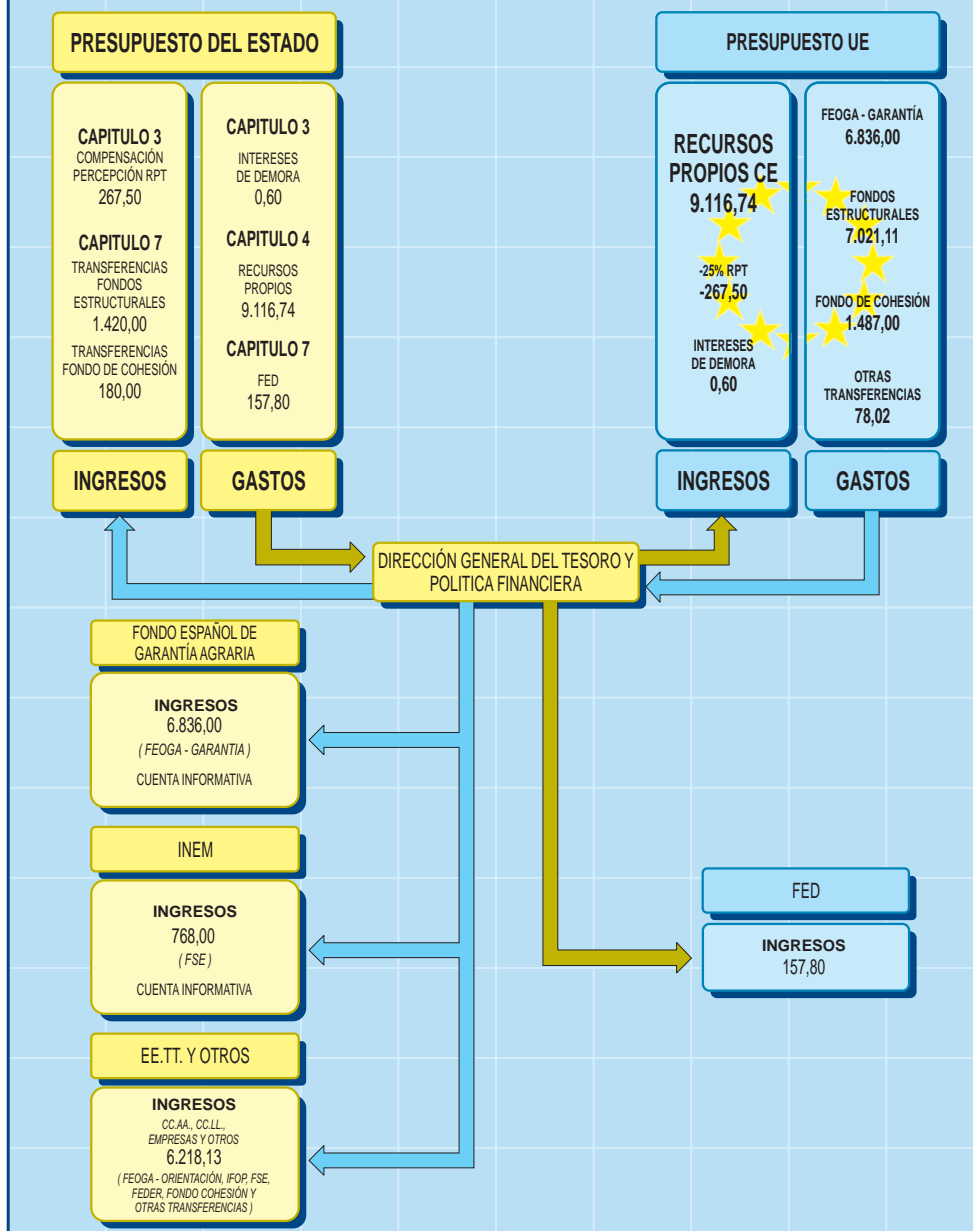 PRESUPUESTO DEL ESTADO
CAPITULO 3
COMPENSACIÓN
PERCEPCIÓN RPT
267,50
CAPITULO 7
TRANSFERENCIAS
FONDOS
ESTRUCTURALES
1.420,00
TRANSFERENCIAS
FONDO DE COHESIÓN
180,00
INGRESOS
CAPITULO 3
INTERESES
DE DEMORA
0,60
CAPITULO 4
RECURSOS
PROPIOS
9.116,74
CAPITULO 7
FED
157,80
GASTOS
PRESUPUESTO UE
RECURSOS
PROPIOS CE
9.116,74
-25% RPT
-267,50
INTERESES
DE DEMORA
0,60
INGRESOS
FEOGA - GARANTÍA
6.836,00
FONDOS
ESTRUCTURALES
7.021,11
FONDO DE COHESIÓN
1.487,00
OTRAS
TRANSFERENCIAS
78,02
GASTOS
DIRECCIÓN GENERAL DEL TESORO Y
POLITICA FINANCIERA
FONDO ESPAÑOL DE
GARANTÍA AGRARIA
INGRESOS
6.836,00
( FEOGA - GARANTIA )
CUENTA INFORMATIVA
INEM
INGRESOS
768,00
( FSE )
CUENTA INFORMATIVA
EE.TT. Y OTROS
INGRESOS
CC.AA., CC.LL.,
EMPRESAS Y OTROS
6.218,13
( FEOGA - ORIENTACIÓN, IFOP, FSE,
FEDER, FONDO COHESIÓN Y
OTRAS TRANSFERENCIAS )
FED
INGRESOS
157,80